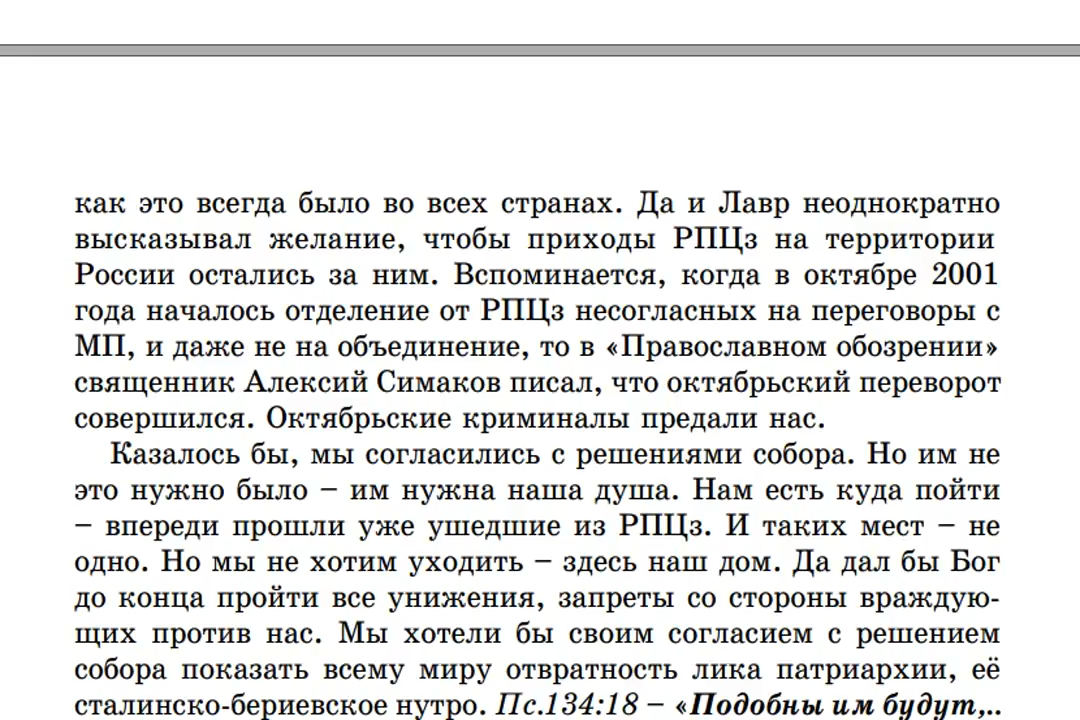 как это всегда было во всех странах. Да и Лавр неоднократно
высказывал желание, чтобы приходы РПЦз на территории
России остались за ним. Вспоминается, когда в октябре 2001
года началось отделение от РПЦз несогласных на переговоры с
МП, и даже не на объединение, то в «Православном обозрении»
священник Алексий Симаков писал, что октябрьский переворот
совершился. Октябрьские криминалы предали нас.
Казалось бы, мы согласились с решениями собора. Но им не
это нужно было – им нужна наша душа. Нам есть куда пойти
– впереди прошли уже ушедшие из РПЦз. И таких мест – не
одно. Но мы не хотим уходить – здесь наш дом. Да дал бы Бог
до конца пройти все унижения, запреты со стороны враждую-
щих против нас. Мы хотели бы своим согласием с решением
собора показать всему миру отвратность лика патриархии, её
сталинско-бериевское нутро. Пс.134:18 – «Подобны им будут,..